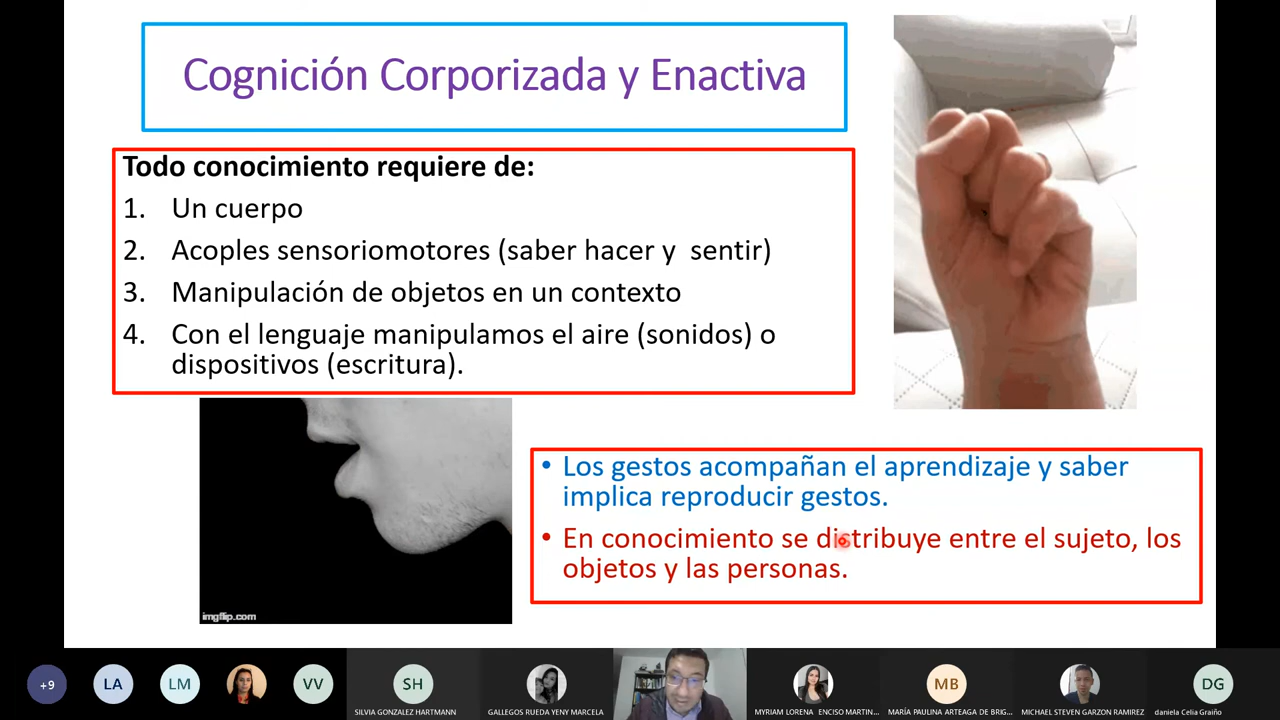 Cognición Corporizada y Enactiva
Todo conocimiento requiere de:
1. Un cuerpo
2. Acoples sensoriomotores (saber hacer y sentir)
3. Manipulación de objetos en un contexto
4. Con el lenguaje manipulamos el aire (sonidos) o
dispositivos (escritura).
• Los gestos acompañan el aprendizaje y saber
implica reproducir gestos.
• En conocimiento se distribuye entre el sujeto, los
objetos y las personas.
imgflip.com
+9
LA
LM
VV
SH
MB
DG
SILVIA GONZALEZ HARTMANN
GALLEGOS RUEDA YENY MARCELA
MYRIAM LORENA ENCISO MARTIN...
MARÍA PAULINA ARTEAGA DE BRIG...
MICHAEL STEVEN GARZON RAMIREZ
daniela Celia Graiño